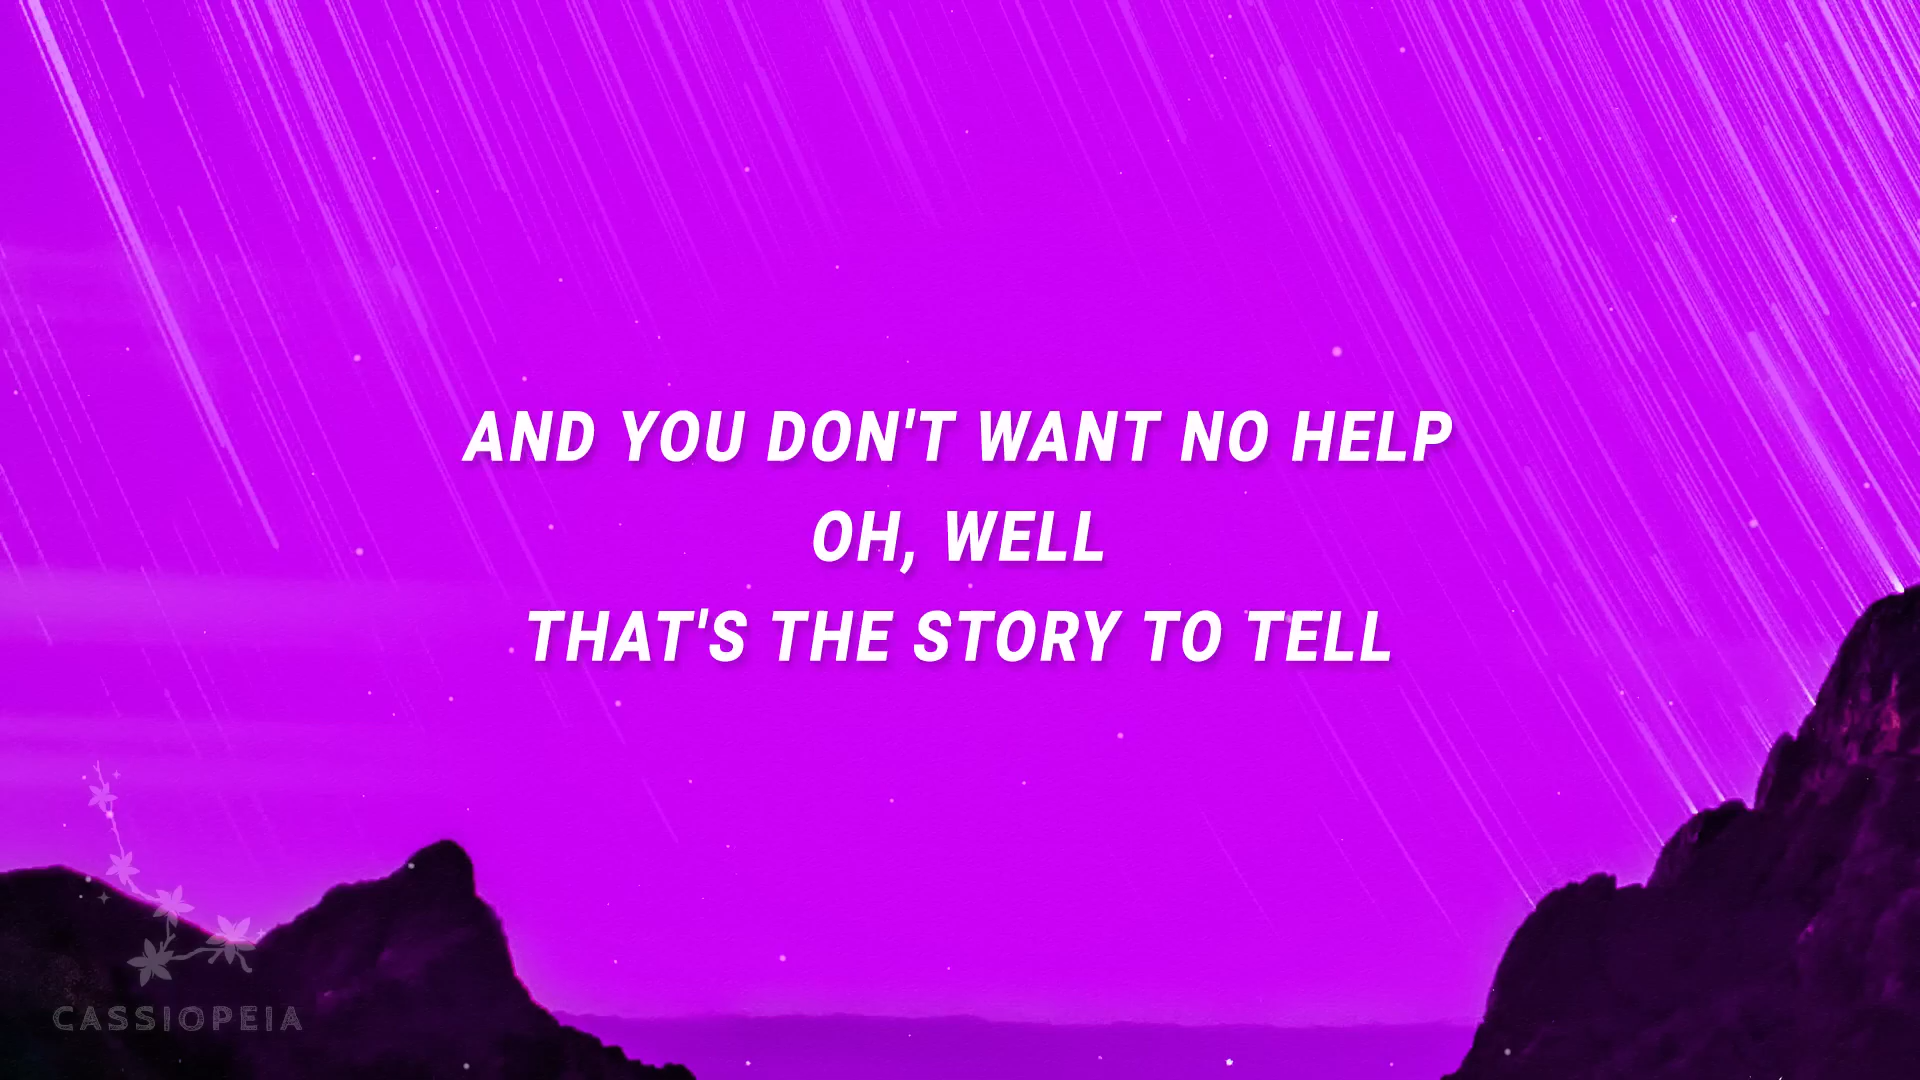 AND YOU DON'T WANT NO HELP
OH, WELL
THAT'S THE STORY TO TELL
CASSIOPEIA